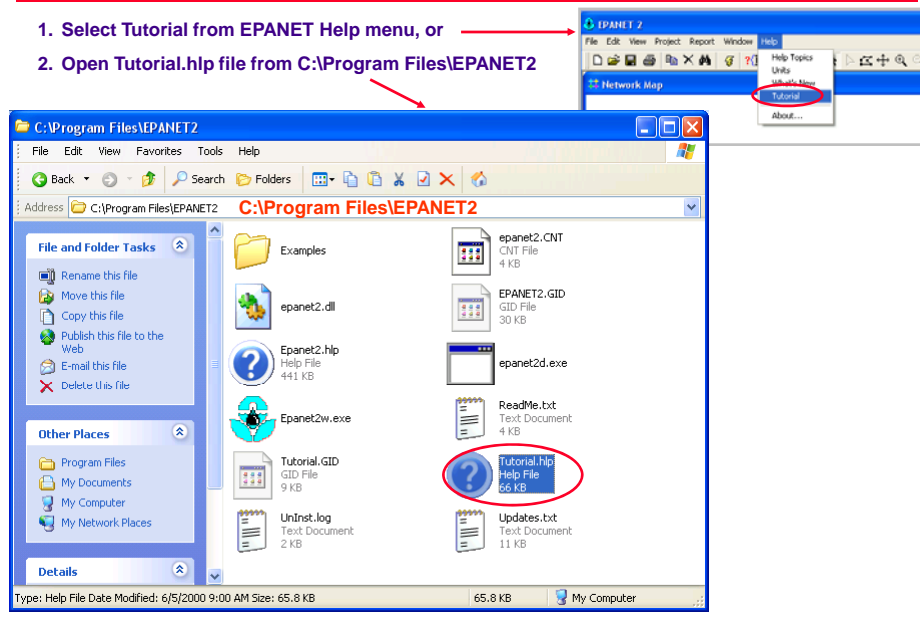 1. Select Tutorial from EPANET Help menu, or
2. Open Tutorial.hlp file from C:\Program Files\EPANET2
EPANET 2
File Edit View Project Report Window Help
Help Topics
Units
What's New
Tutorial
About...
Network Map
C:\Program Files\EPANET2
File Edit View Favorites Tools Help
Back Search Folders
Address C:\Program Files\EPANET2 C:\Program Files\EPANET2
File and Folder Tasks
Rename this file
Move this file
Copy this file
Publish this file to the
Web
E-mail this file
Delete this file
Other Places
Program Files
My Documents
My Computer
My Network Places
Details
Examples
epanet2.CNT
CNT File
4 KB
epanet2.dll
EPANET2.GID
GID File
30 KB
Epanet2.hlp
Help File
441 KB
epanet2d.exe
Epanet2w.exe
ReadMe.txt
Text Document
4 KB
Tutorial.GID
GID File
9 KB
Tutorial.hlp
Help File
66 KB
UnInst.log
Text Document
2 KB
Updates.txt
Text Document
11 KB
Type: Help File Date Modified: 6/5/2000 9:00 AM Size: 65.8 KB 65.8 KB My Computer